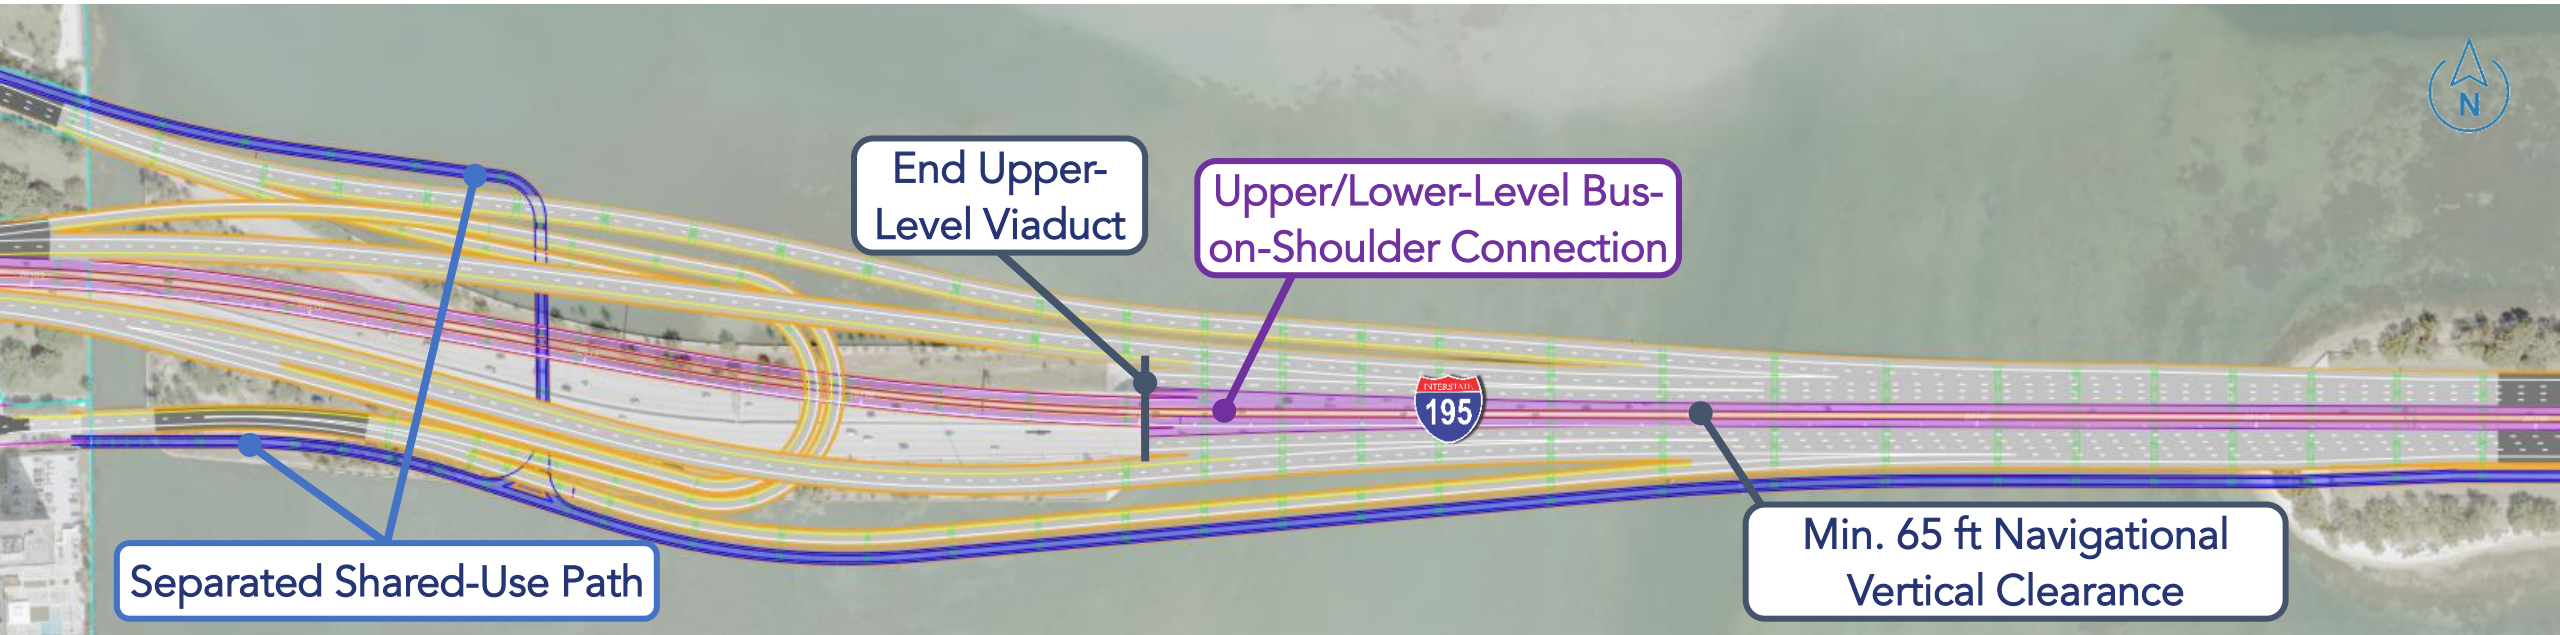 N
End Upper-
Level Viaduct
Upper/Lower-Level Bus-
on-Shoulder Connection
INTERSTATE
195
Min. 65 ft Navigational
Vertical Clearance
Separated Shared-Use Path